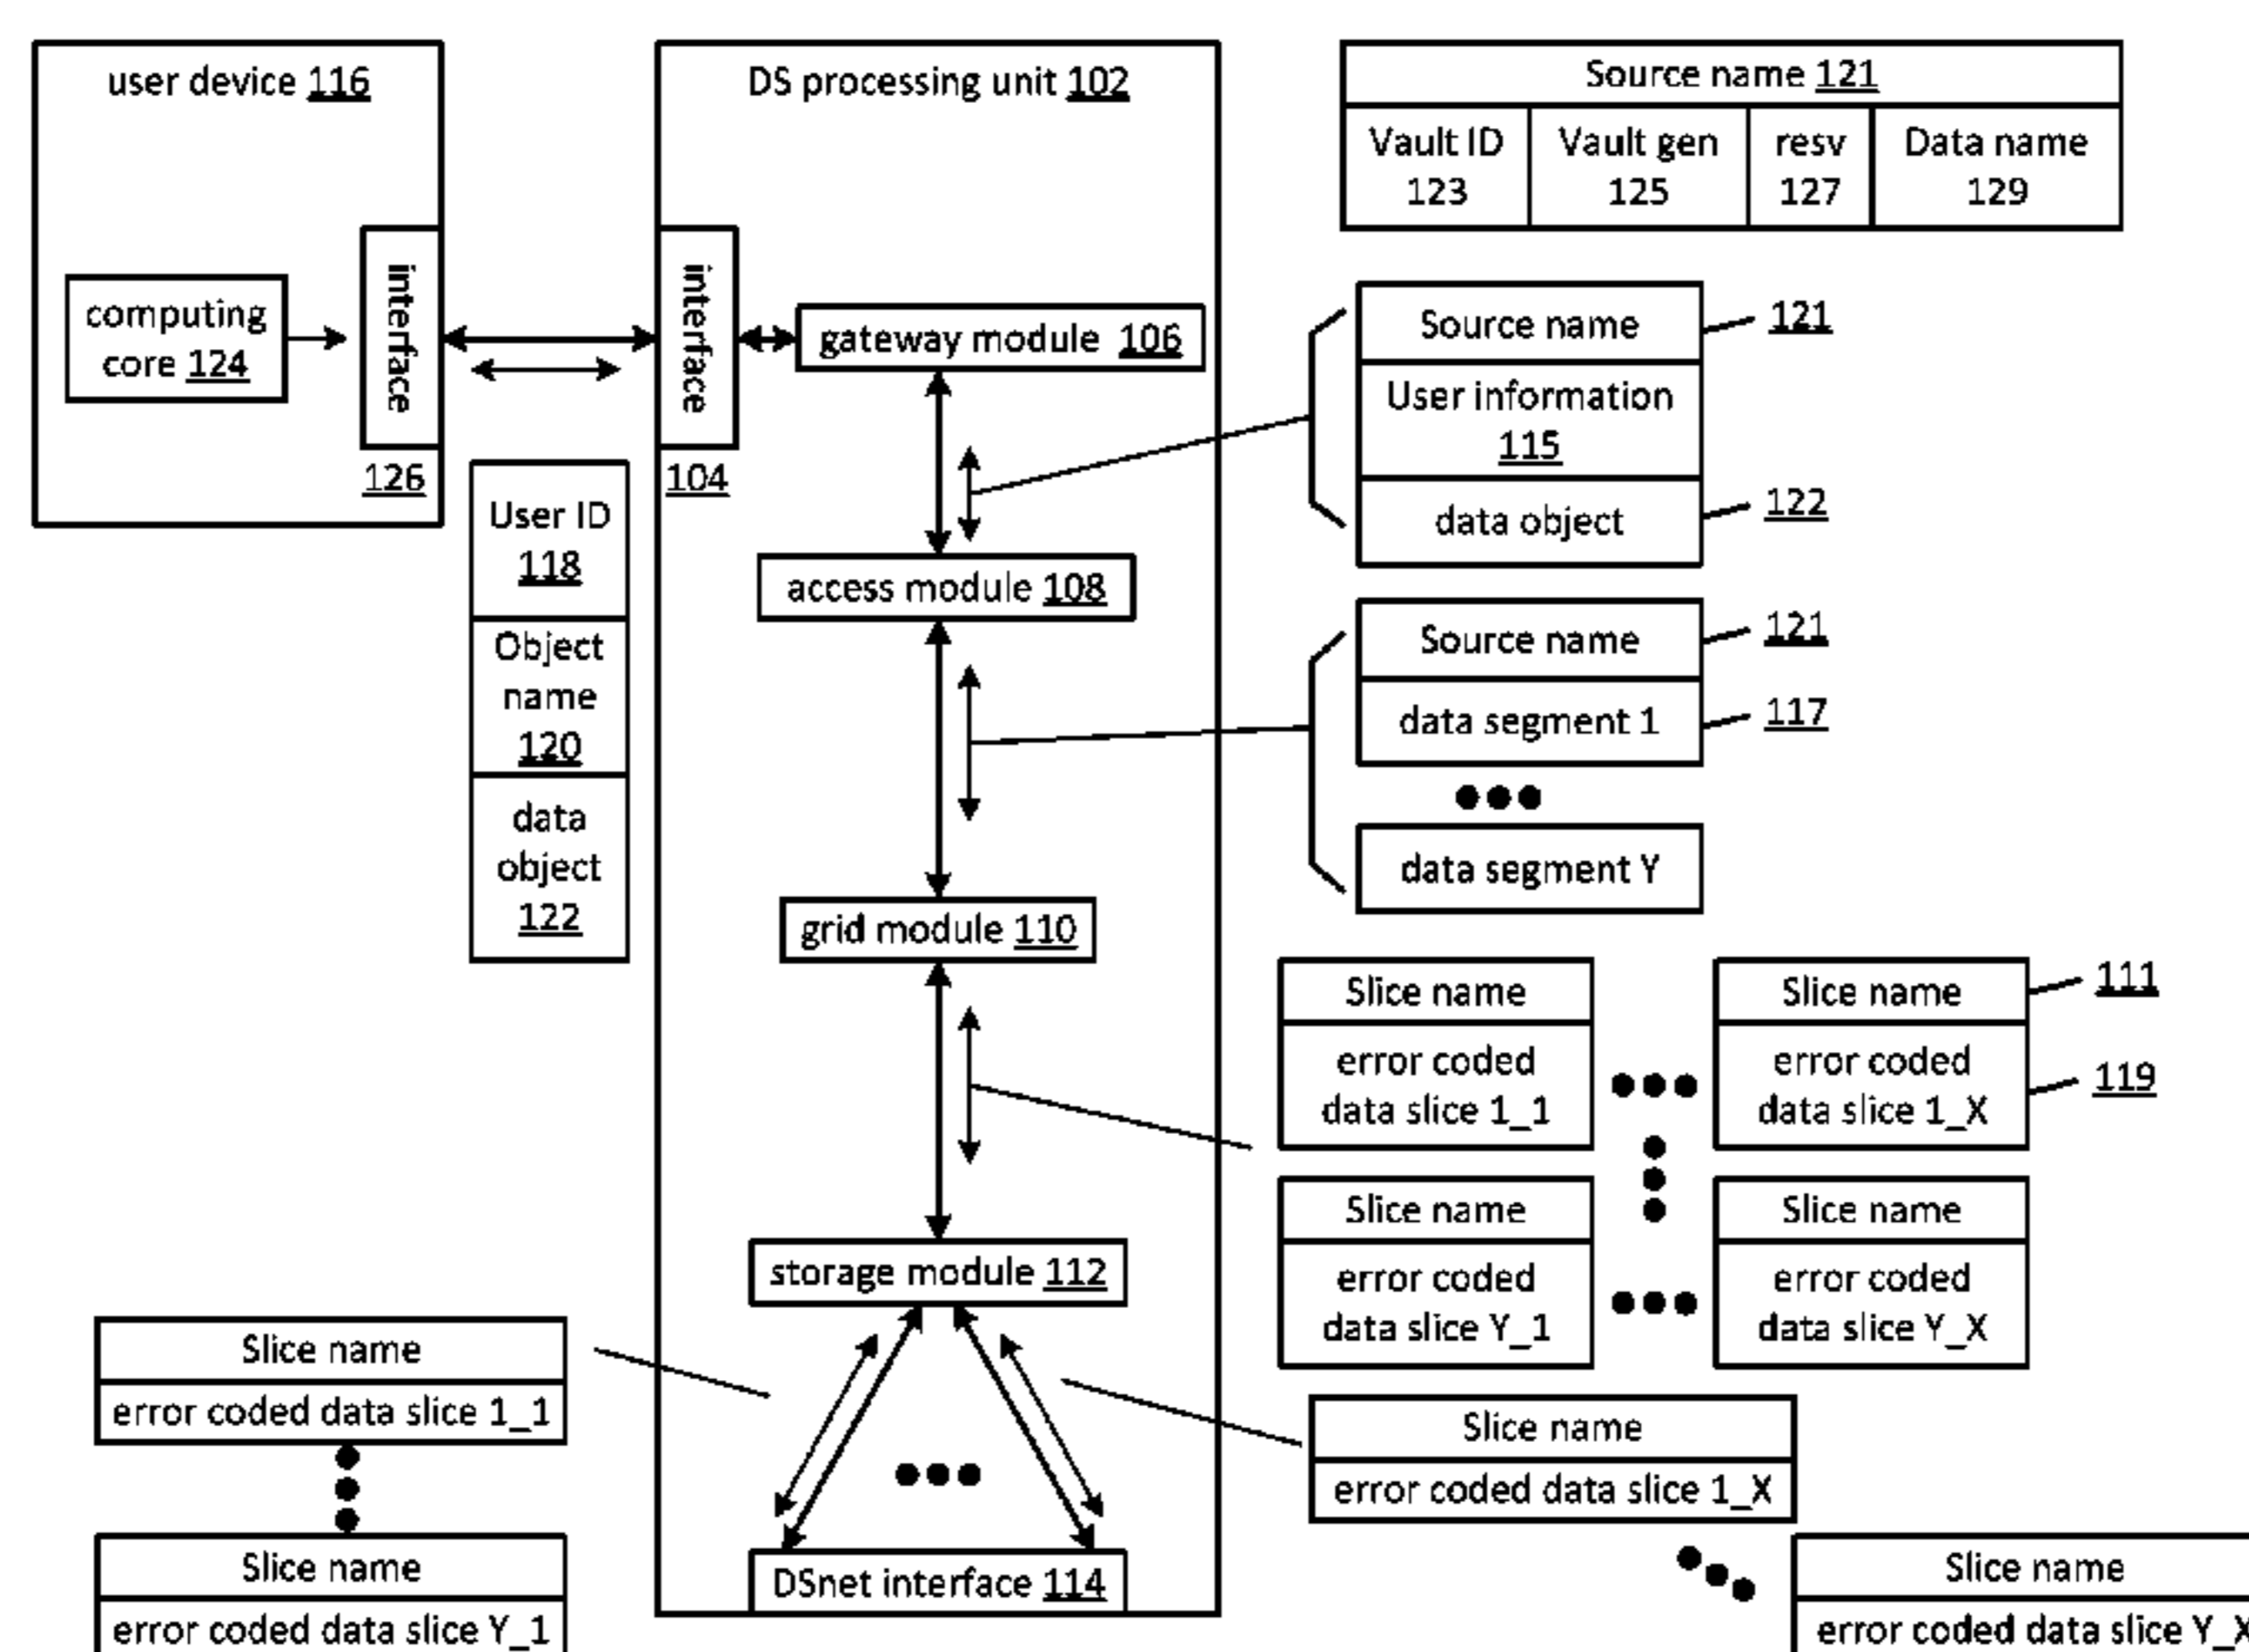 user device 116
computing
core 124
interface
126
User ID
118
Object
name
120
data
object
122
DS processing unit 102
interface
104
gateway module 106
access module 108
grid module 110
storage module 112
DSnet interface 114
Source name 121
Vault ID
123
Vault gen
125
resv
127
Data name
129
Source name
121
User information
115
data object
122
Source name
121
data segment 1
117
data segment Y
Slice name
error coded
data slice 1_1
Slice name
111
error coded
data slice 1_X
119
Slice name
error coded
data slice Y_1
Slice name
error coded
data slice Y_X
Slice name
error coded data slice 1_1
Slice name
error coded data slice Y_1
Slice name
error coded data slice 1_X
Slice name
error coded data slice Y_X